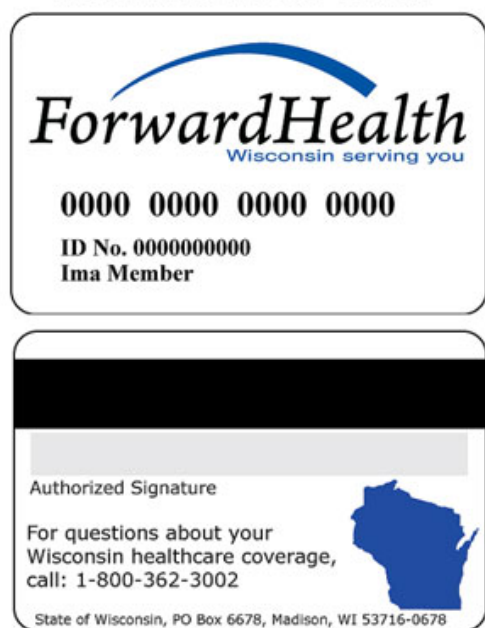 ForwardHealth
Wisconsin serving you
0000 0000 0000 0000
ID No. 0000000000
Ima Member
Authorized Signature
For questions about your
Wisconsin healthcare coverage,
call: 1-800-362-3002
State of Wisconsin, PO Box 6678, Madison, WI 53716-0678